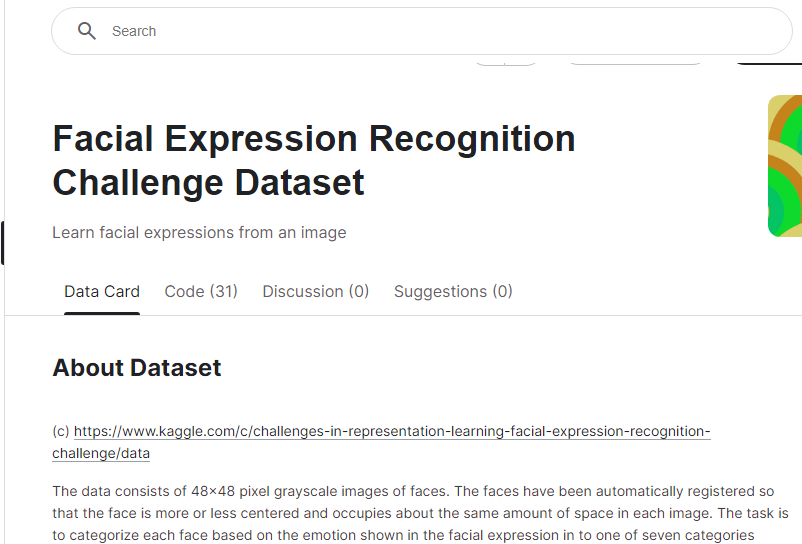 Search
Facial Expression Recognition
Challenge Dataset
Learn facial expressions from an image
Data Card
Code (31)
Discussion (0)
Suggestions (0)
About Dataset
(c) https://www.kaggle.com/c/challenges-in-representation-learning-facial-expression-recognition-
challenge/data
The data consists of 48×48 pixel grayscale images of faces. The faces have been automatically registered so
that the face is more or less centered and occupies about the same amount of space in each image. The task is
to categorize each face based on the emotion shown in the facial expression in to one of seven categories